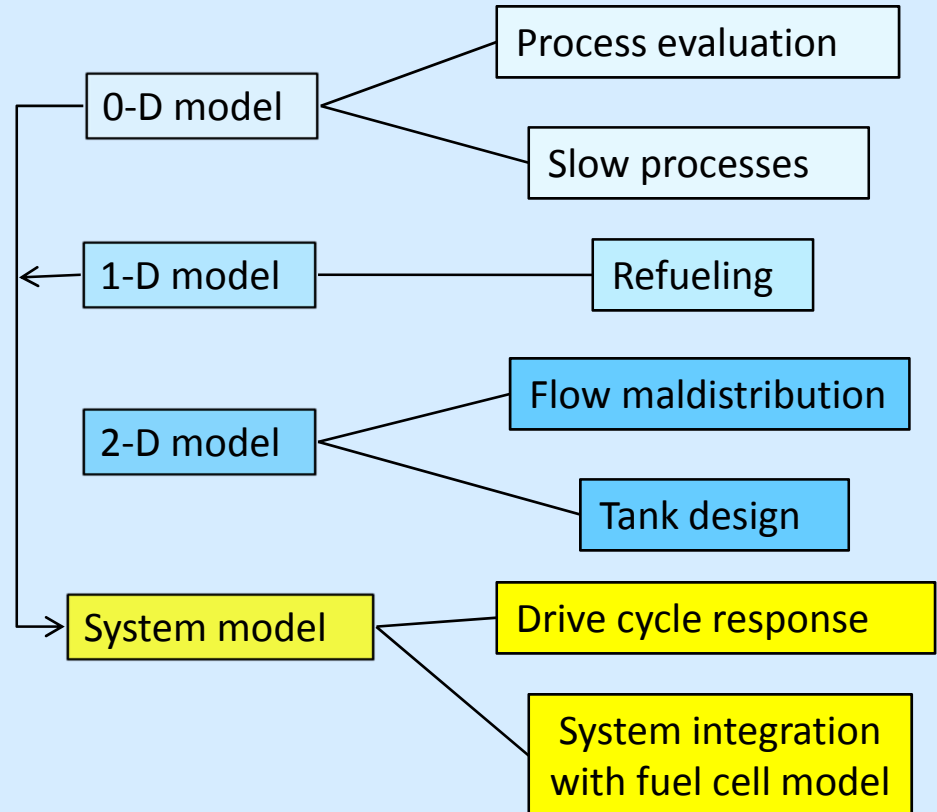 Process evaluation
0-D model
Slow processes
1-D model
Refueling
Flow maldistribution
2-D model
Tank design
System model
Drive cycle response
System integration
with fuel cell model